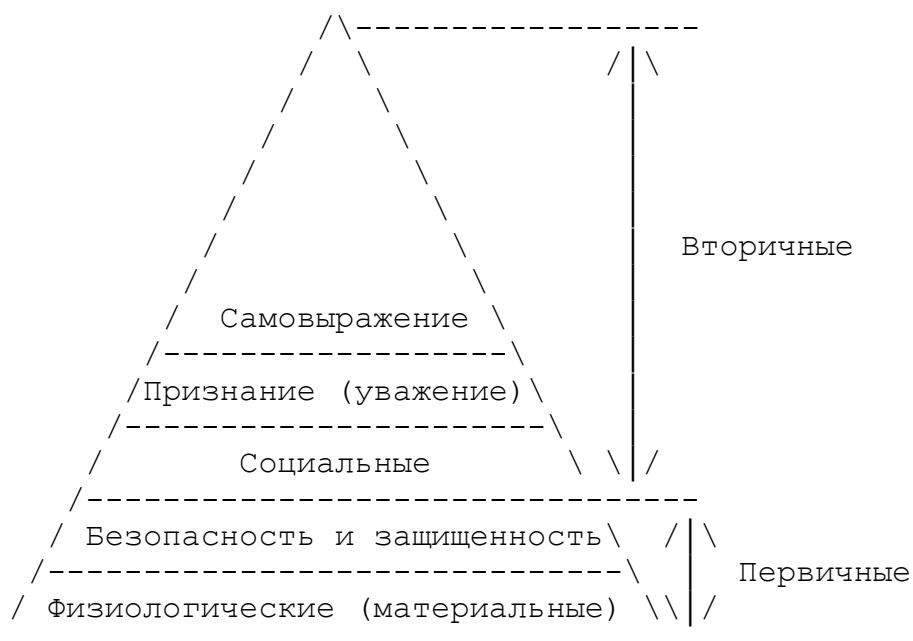 Вторичные
Самовыражение
Признание (уважение)
Социальные
Безопасность и защищенность
Первичные
Физиологические (материальные)